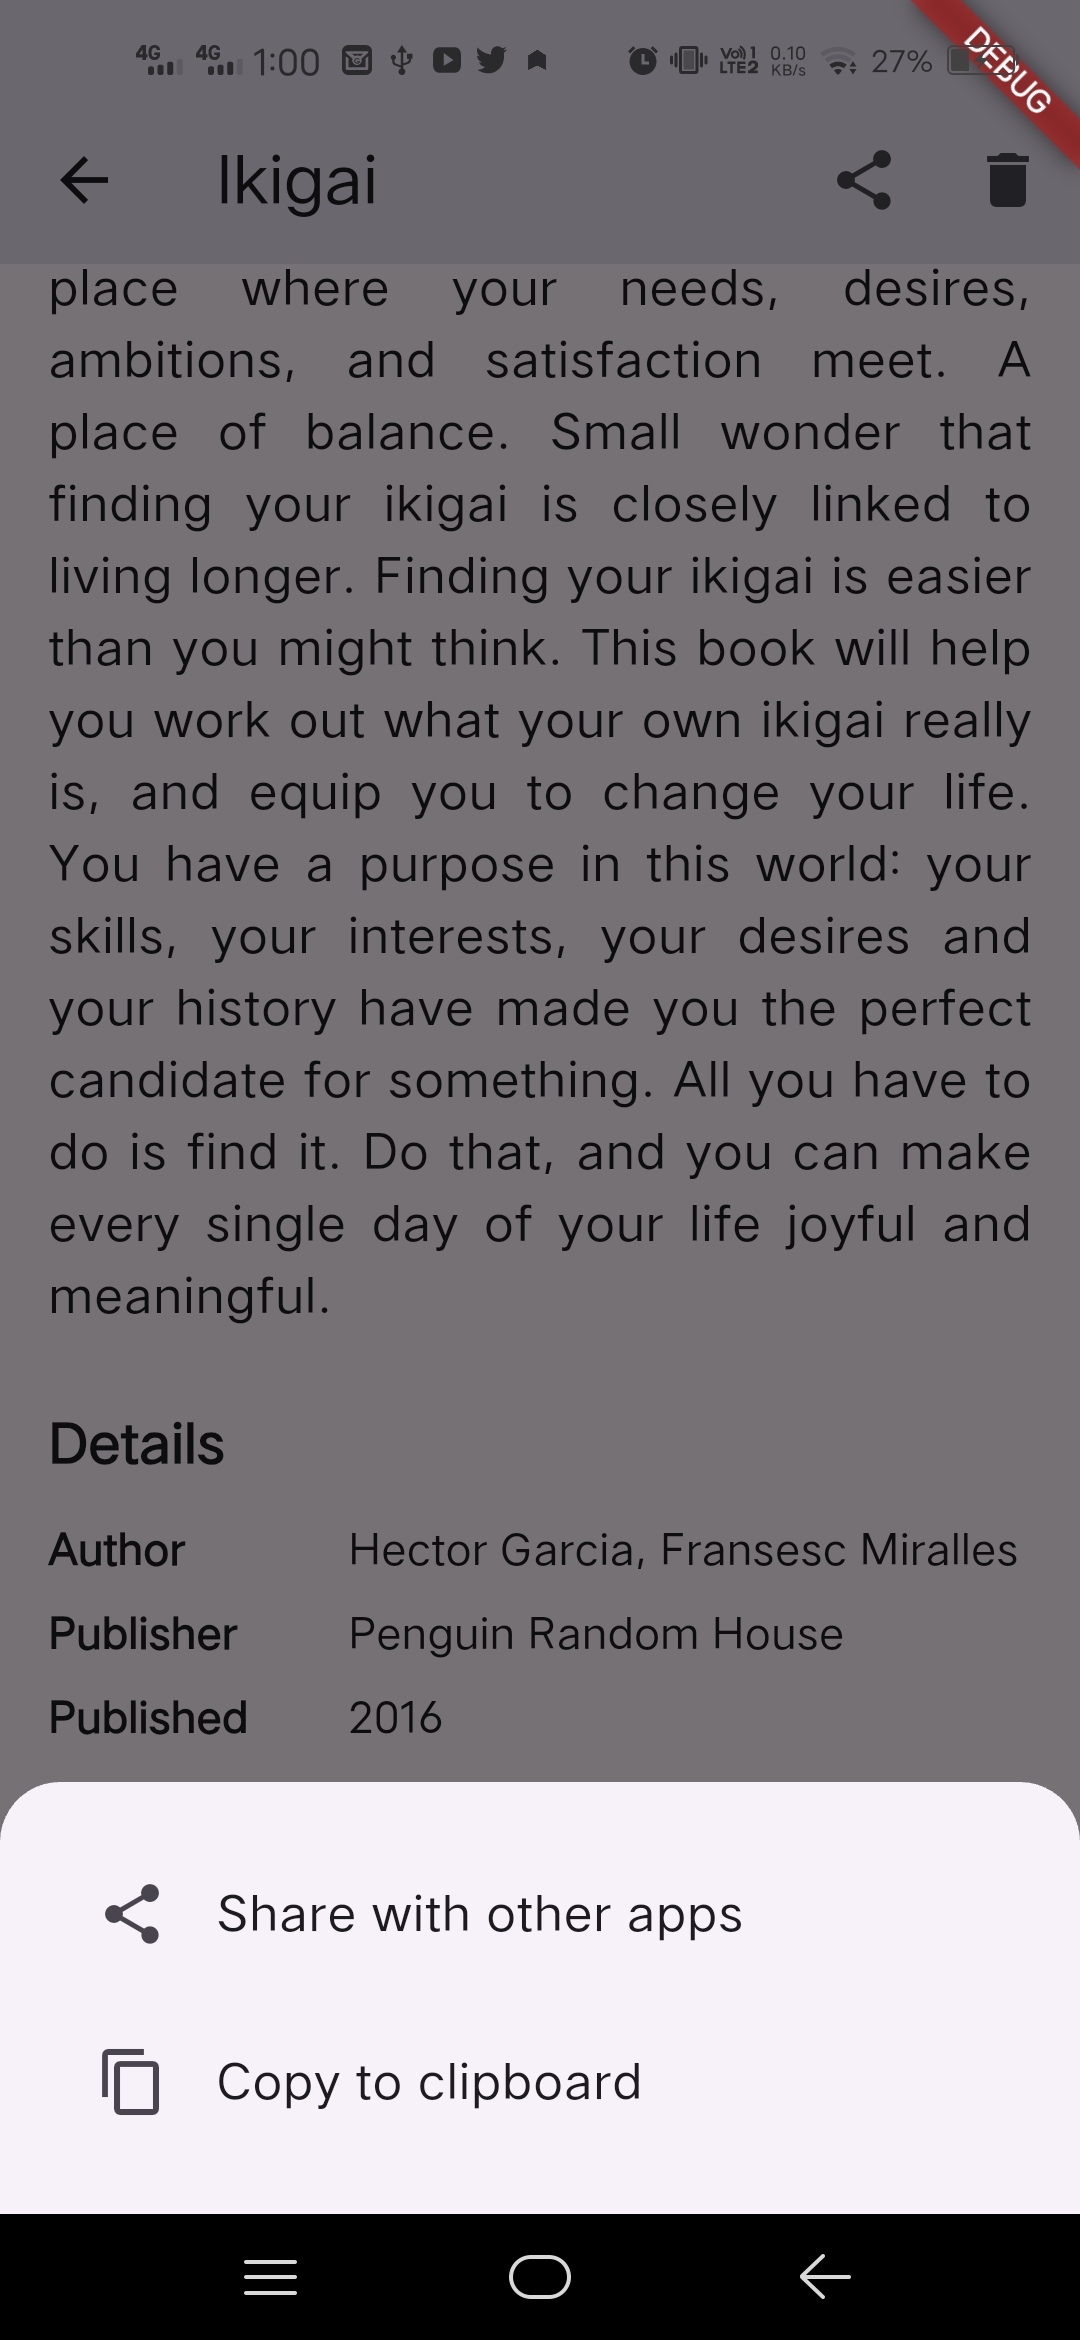 4G 4G 1:00 Vo) 1 LTE2 0.10 KB/s 27%
DEBUG
Ikigai
place where your needs, desires,
ambitions, and satisfaction meet. A
place of balance. Small wonder that
finding your ikigai is closely linked to
living longer. Finding your ikigai is easier
than you might think. This book will help
you work out what your own ikigai really
is, and equip you to change your life.
You have a purpose in this world: your
skills, your interests, your desires and
your history have made you the perfect
candidate for something. All you have to
do is find it. Do that, and you can make
every single day of your life joyful and
meaningful.
Details
Author Hector Garcia, Fransesc Miralles
Publisher Penguin Random House
Published 2016
Share with other apps
Copy to clipboard